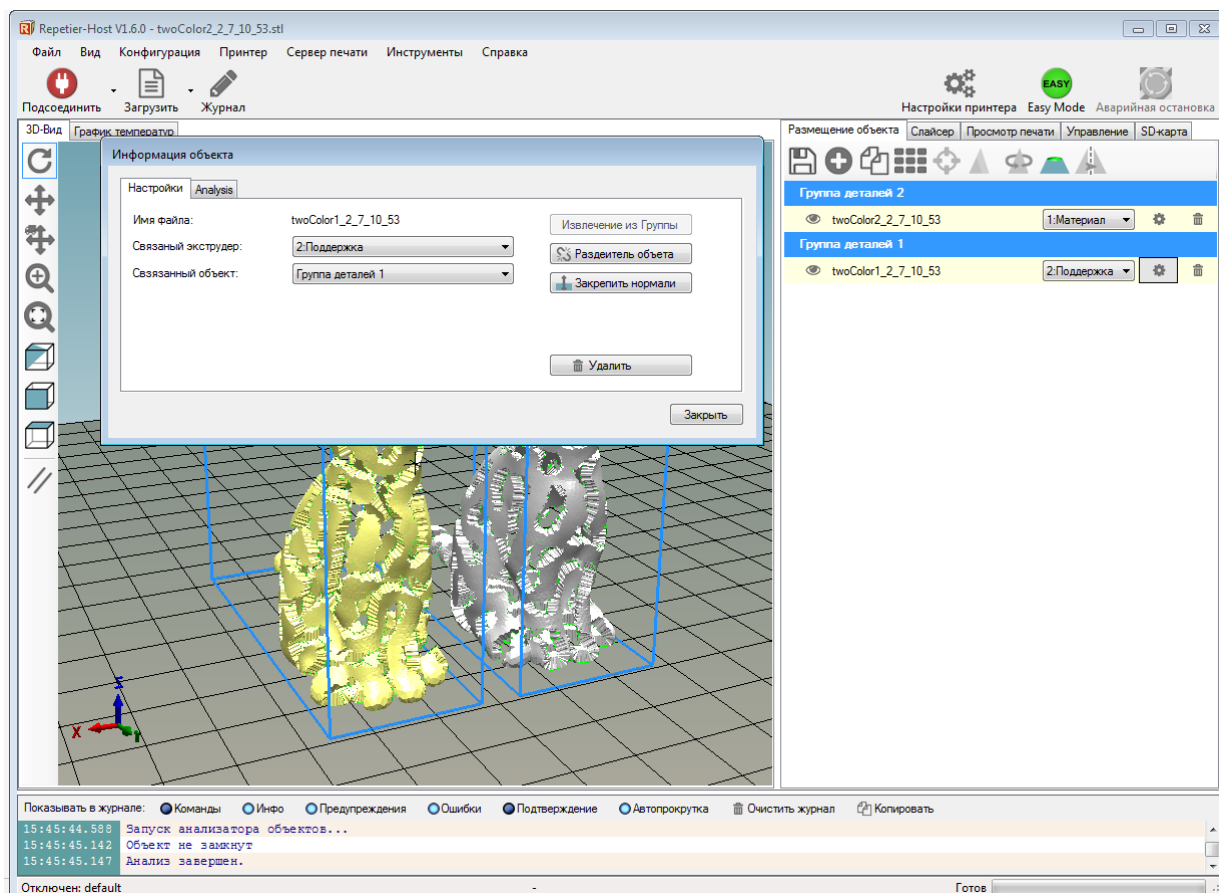 Repetier-Host V1.6.0 - twoColor2_2_7_10_53.stl
Файл Вид Конфигурация Принтер Сервер печати Инструменты Справка
Подсоединить Загрузить Журнал
EASY
Настройки принтера Easy Mode Аварийная остановка
3D-Вид График температур
Размещение объекта Слайсер Просмотр печати Управление SD-карта
Информация объекта
Настройки Analysis
Имя файла: twoColor1_2_7_10_53
Извлечение из Группы
Связаный экструдер: 2:Поддержка
Раздеитель объета
Свзязанный объект: Группа деталей 1
Закрепить нормали
Удалить
Закрыть
Группа деталей 2
twoColor2_2_7_10_53 1:Материал
Группа деталей 1
twoColor1_2_7_10_53 2:Поддержка
Z
X
Y
Показывать в журнале: Команды Инфо Предупреждения Ошибки Подтверждение Автопрокрутка Очистить журнал Копировать
15:45:44.588 Запуск анализатора объектов...
15:45:45.142 Объект не замкнут
15:45:45.147 Анализ завершен.
Отключен: default - Готов